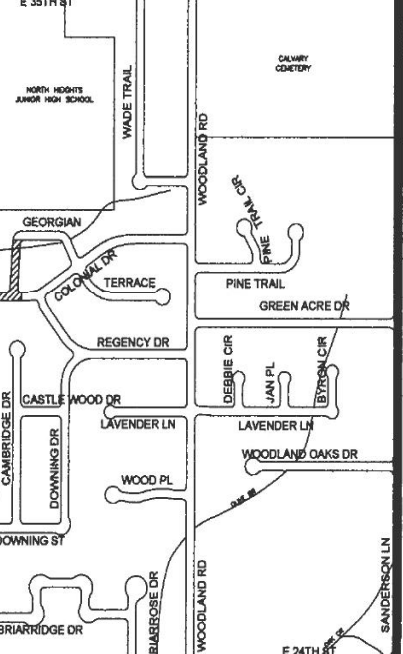 E 35TH ST
CALVARY
CEMETERY
NORTH HEIGHTS
JUNIOR HIGH SCHOOL
WADE TRAIL
WOODLAND RD
GEORGIAN
PINE TRAIL CIR
COLONIAL DR
TERRACE
PINE TRAIL
GREEN ACRE DR
REGENCY DR
DEBBIE CIR
JAN PL
BYRON CIR
CASTLE WOOD DR
LAVENDER LN
LAVENDER LN
CAMBRIDGE DR
DOWNING DR
WOODLAND OAKS DR
WOOD PL
DOWNING ST
BRIARRIDGE DR
BRIARROSE DR
WOODLAND RD
SANDERSON LN
E 24TH ST